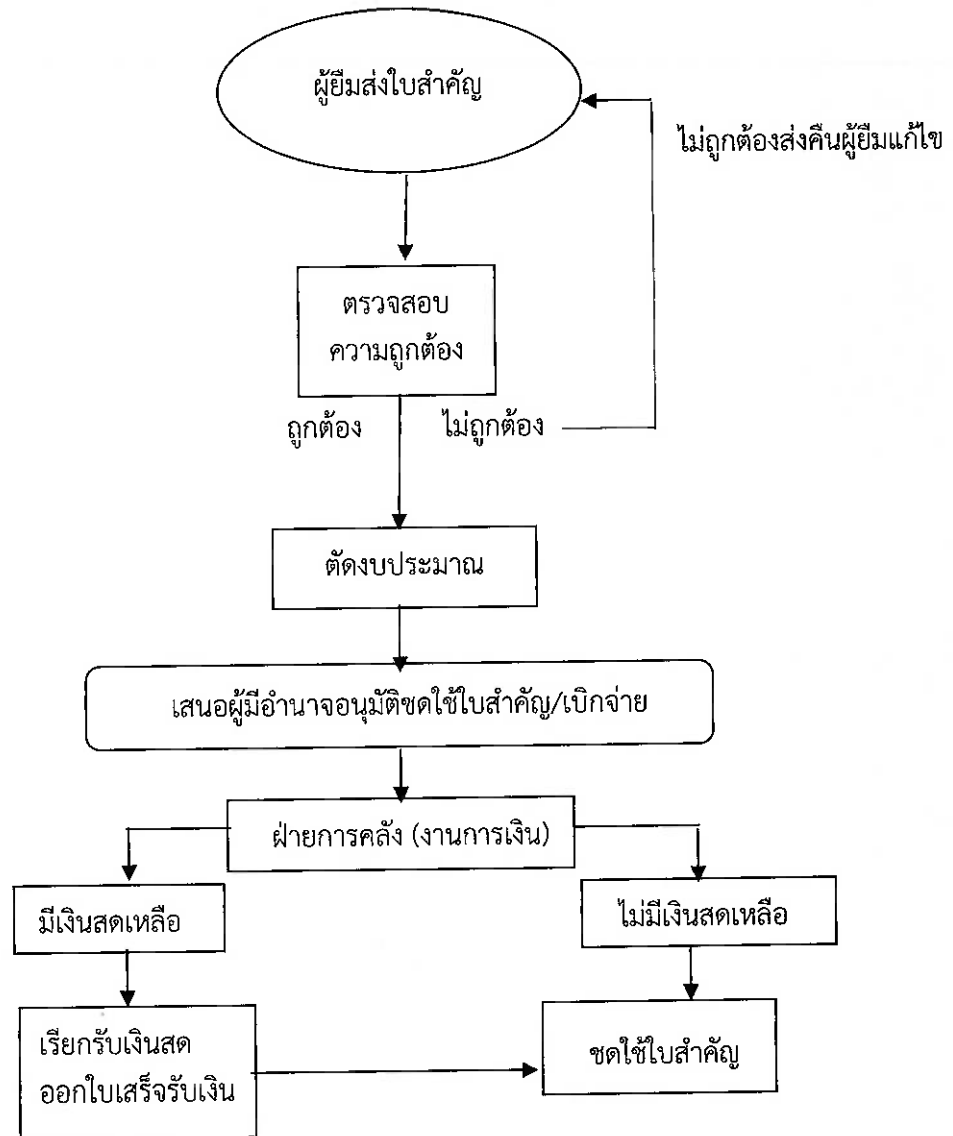 ผู้ยืมส่งใบสำคัญ
ไม่ถูกต้องส่งคืนผู้ยืมแก้ไข
ตรวจสอบ
ความถูกต้อง
ถูกต้อง ไม่ถูกต้อง
ตัดงบประมาณ
เสนอผู้มีอำนาจอนุมัติชดใช้ใบสำคัญ/เบิกจ่าย
ฝ่ายการคลัง (งานการเงิน)
มีเงินสดเหลือ
ไม่มีเงินสดเหลือ
เรียกรับเงินสด
ออกใบเสร็จรับเงิน
ชดใช้ใบสำคัญ